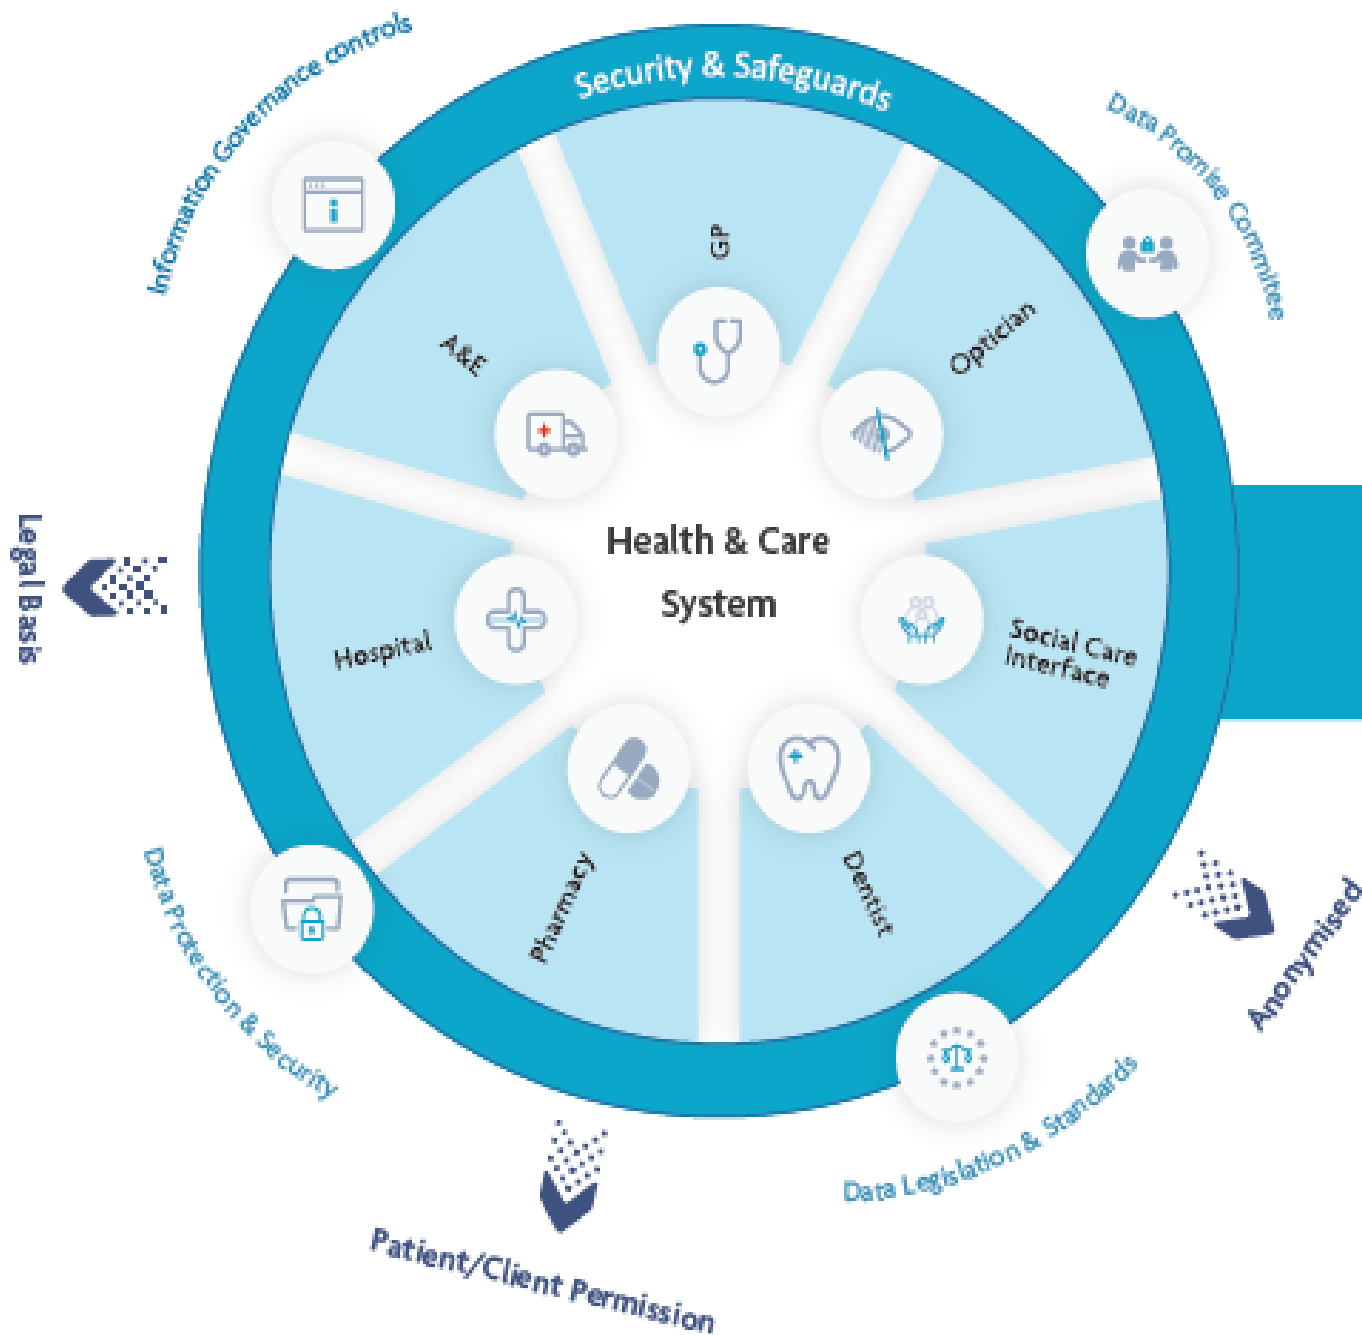 Information Governance controls
Security & Safeguards
Data Promise Commitee
GP
A&E
Optician
Health & Care
System
Legal Basis
Hospital
Social Care
Interface
Pharmacy
Dentist
Data Protection & Security
Anonymised
Data Legislation & Standards
Patient/Client Permission